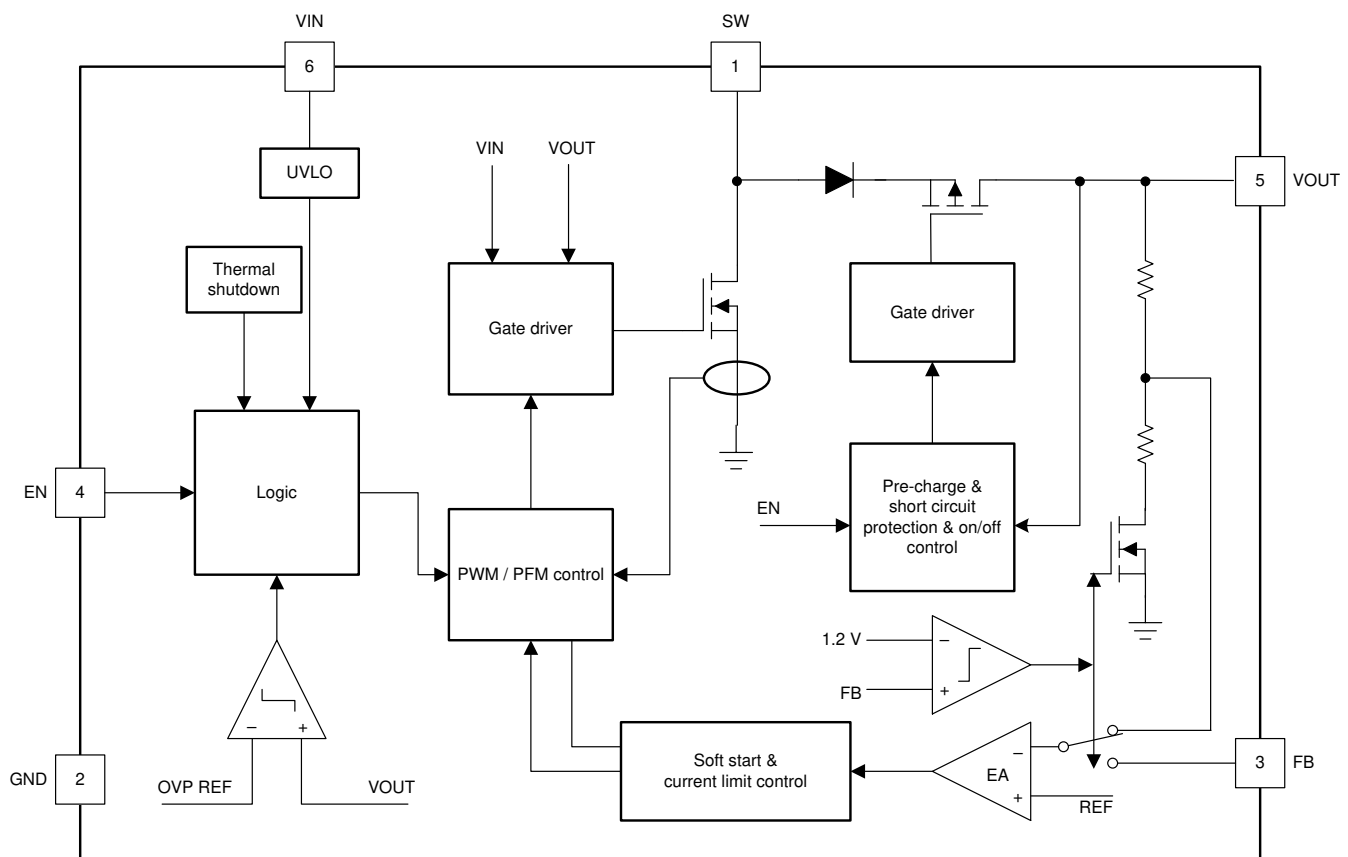 VIN
SW
6
1
VIN
VOUT
UVLO
5
VOUT
Thermal
shutdown
Gate driver
Gate driver
EN
4
Logic
Pre-charge &
short circuit
protection & on/off
control
EN
PWM / PFM control
1.2 V
−
FB
+
−
+
Soft start &
current limit control
−
EA
+
REF
GND
2
OVP REF
VOUT
3
FB